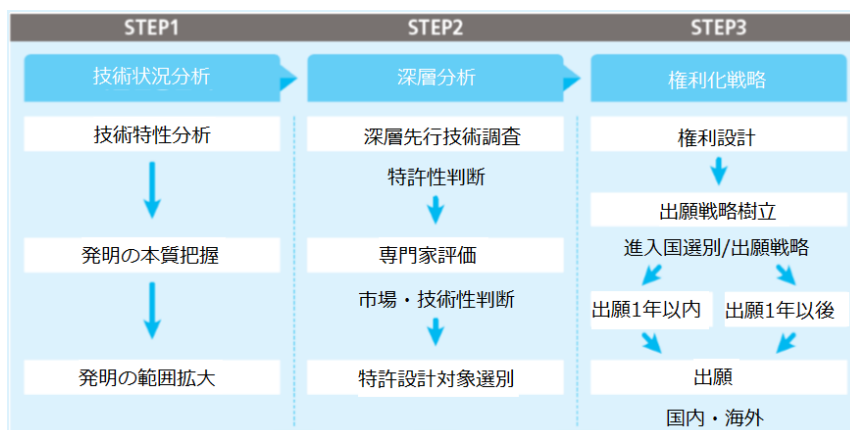 STEP1
STEP2
STEP3
技術状況分析
深層分析
権利化戦略
技術特性分析
発明の本質把握
発明の範囲拡大
深層先行技術調査
特許性判断
専門家評価
市場・技術性判断
特許設計対象選別
権利設計
出願戦略樹立
進入国選別/出願戦略
出願1年以内
出願1年以後
出願
国内・海外